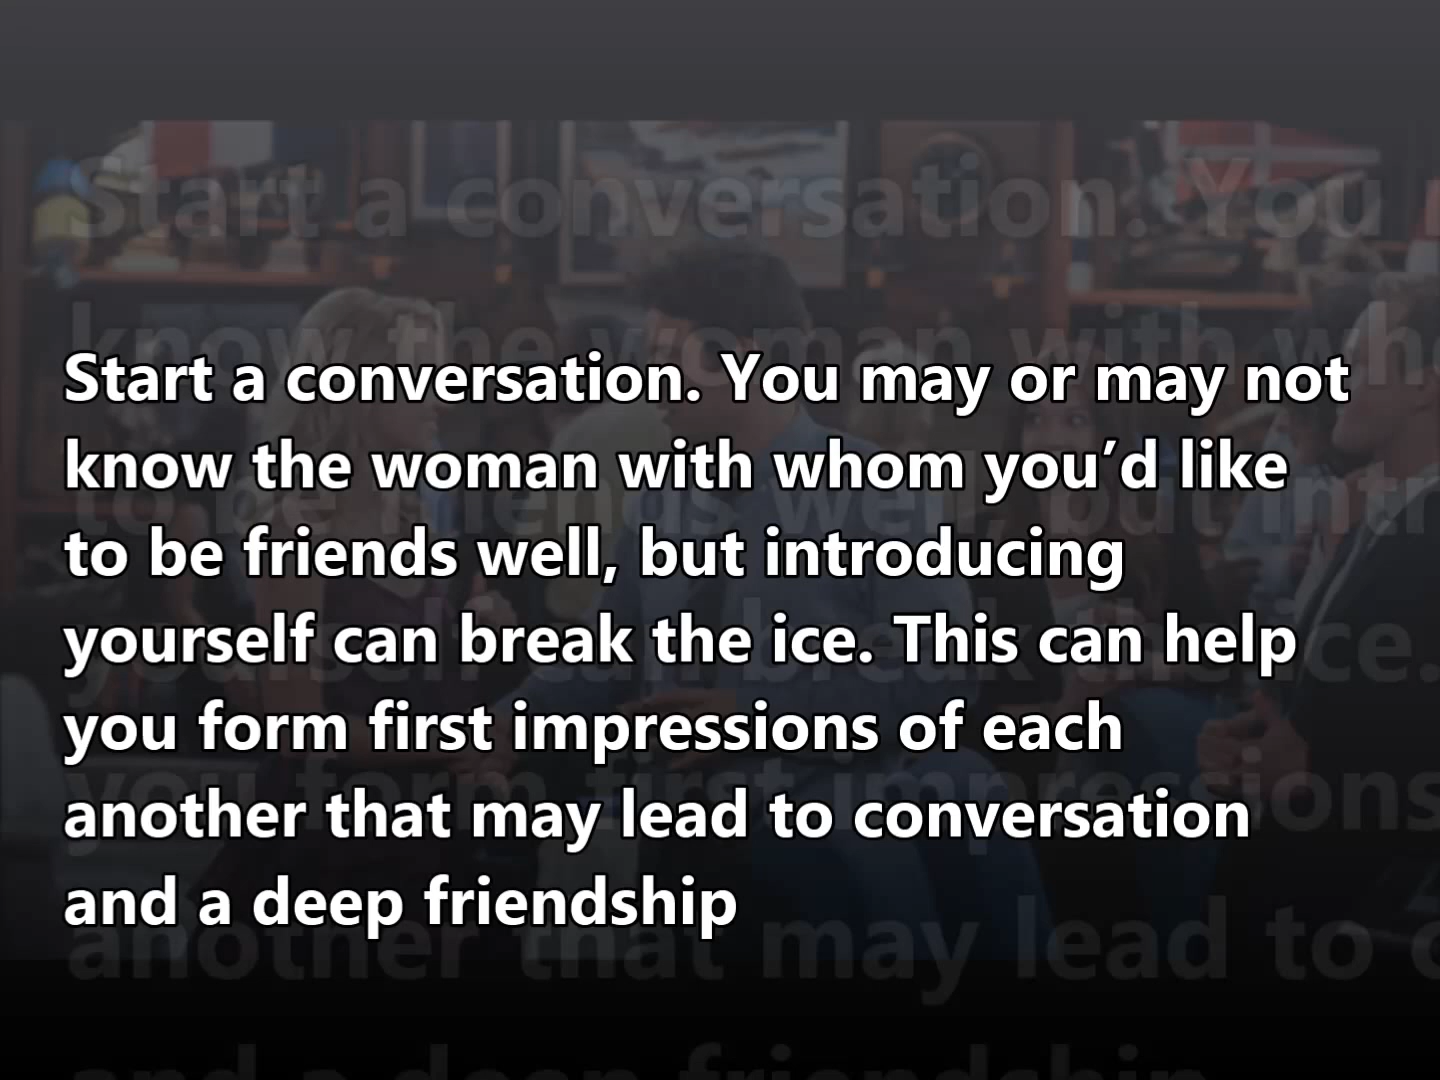 Start a conversation. You may or may not
know the woman with whom you’d like
to be friends well, but introducing
yourself can break the ice. This can help
you form first impressions of each
another that may lead to conversation
and a deep friendship